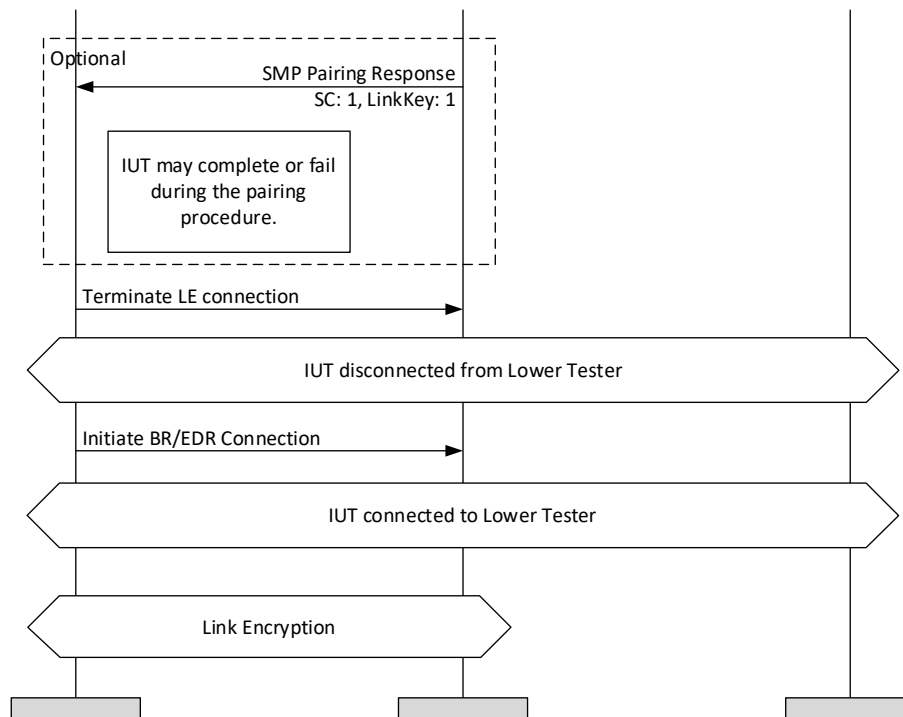 Optional
SMP Pairing Response
SC: 1, LinkKey: 1
IUT may complete or fail
during the pairing
procedure.
Terminate LE connection
IUT disconnected from Lower Tester
Initiate BR/EDR Connection
IUT connected to Lower Tester
Link Encryption